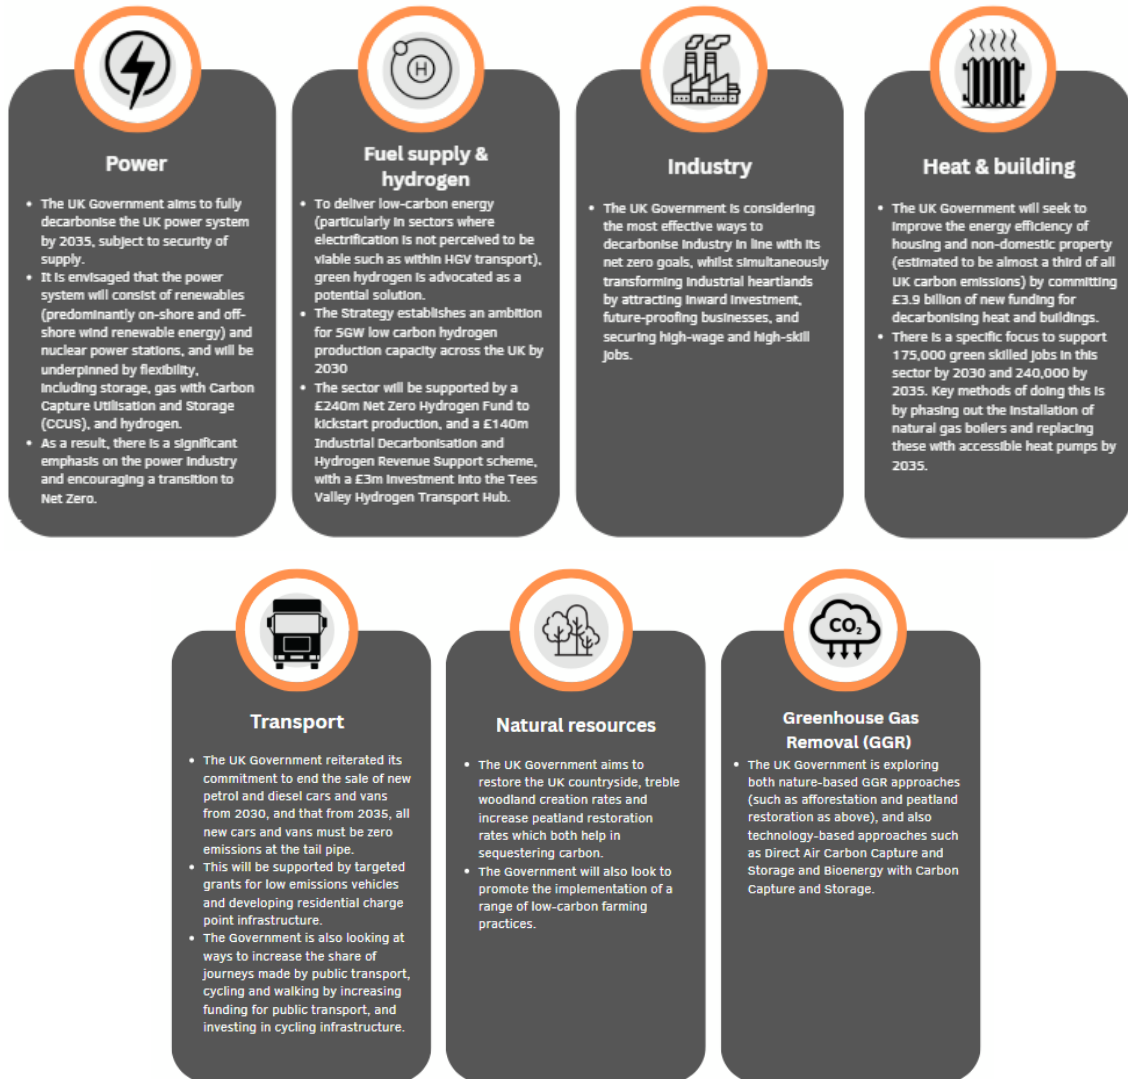 Power
• The UK Government aims to fully
decarbonise the UK power system
by 2035, subject to security of
supply.
• It is envisaged that the power
system will consist of renewables
(predominantly on-shore and off-
shore wind renewable energy) and
nuclear power stations, and will be
underpinned by flexibility,
including storage, gas with Carbon
Capture Utilisation and Storage
(CCUS), and hydrogen.
• As a result, there is a significant
emphasis on the power industry
and encouraging a transition to
Net Zero.
H
Fuel supply &
hydrogen
• To deliver low-carbon energy
(particularly in sectors where
electrification is not perceived to be
viable such as within HGV transport),
green hydrogen is advocated as a
potential solution.
• The Strategy establishes an ambition
for 5GW low carbon hydrogen
production capacity across the UK by
2030
• The sector will be supported by a
£240m Net Zero Hydrogen Fund to
kickstart production, and a £140m
Industrial Decarbonisation and
Hydrogen Revenue Support scheme,
with a £3m investment into the Tees
Valley Hydrogen Transport Hub.
Industry
• The UK Government is considering
the most effective ways to
decarbonise industry in line with its
net zero goals, whilst simultaneously
transforming industrial heartlands
by attracting inward investment,
future-proofing businesses, and
securing high-wage and high-skill
jobs.
Heat & building
• The UK Government will seek to
improve the energy efficiency of
housing and non-domestic property
(estimated to be almost a third of all
UK carbon emissions) by committing
£3.9 billion of new funding for
decarbonising heat and buildings.
• There is a specific focus to support
175,000 green skilled jobs in this
sector by 2030 and 240,000 by
2035. Key methods of doing this is
by phasing out the installation of
natural gas boilers and replacing
these with accessible heat pumps by
2035.
Transport
• The UK Government reiterated its
commitment to end the sale of new
petrol and diesel cars and vans
from 2030, and that from 2035, all
new cars and vans must be zero
emissions at the tail pipe.
• This will be supported by targeted
grants for low emissions vehicles
and developing residential charge
point infrastructure.
• The Government is also looking at
ways to increase the share of
journeys made by public transport,
cycling and walking by increasing
funding for public transport, and
investing in cycling infrastructure.
Natural resources
• The UK Government aims to
restore the UK countryside, treble
woodland creation rates and
increase peatland restoration
rates which both help in
sequestering carbon.
• The Government will also look to
promote the implementation of a
range of low-carbon farming
practices.
CO₂
Greenhouse Gas
Removal (GGR)
• The UK Government is exploring
both nature-based GGR approaches
(such as afforestation and peatland
restoration as above), and also
technology-based approaches such
as Direct Air Carbon Capture and
Storage and Bioenergy with Carbon
Capture and Storage.